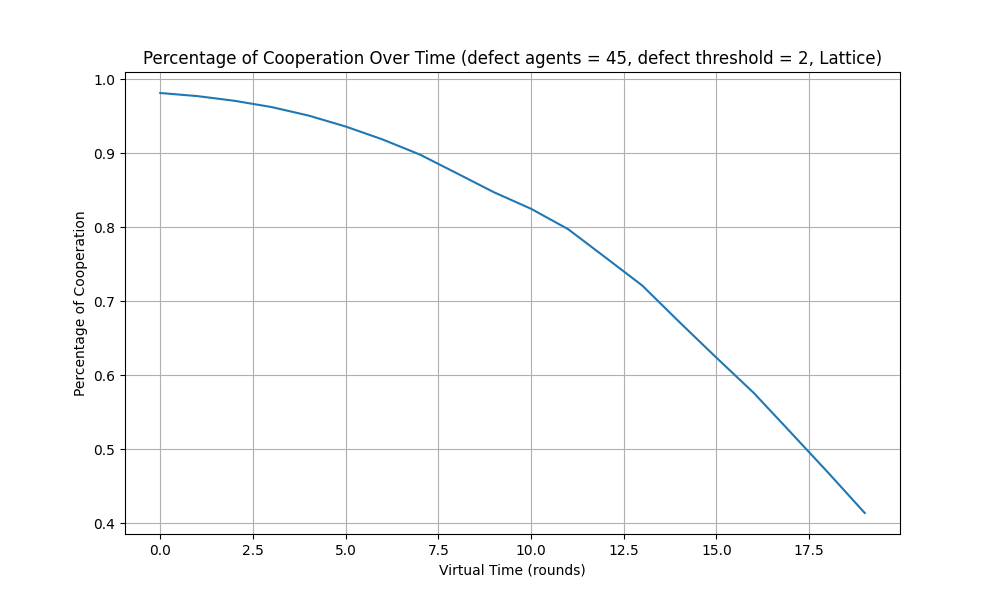 Percentage of Cooperation Over Time (defect agents = 45, defect threshold = 2, Lattice)
1.0
0.9
0.8
0.7
0.6
0.5
0.4
Percentage of Cooperation
0.0 2.5 5.0 7.5 10.0 12.5 15.0 17.5
Virtual Time (rounds)